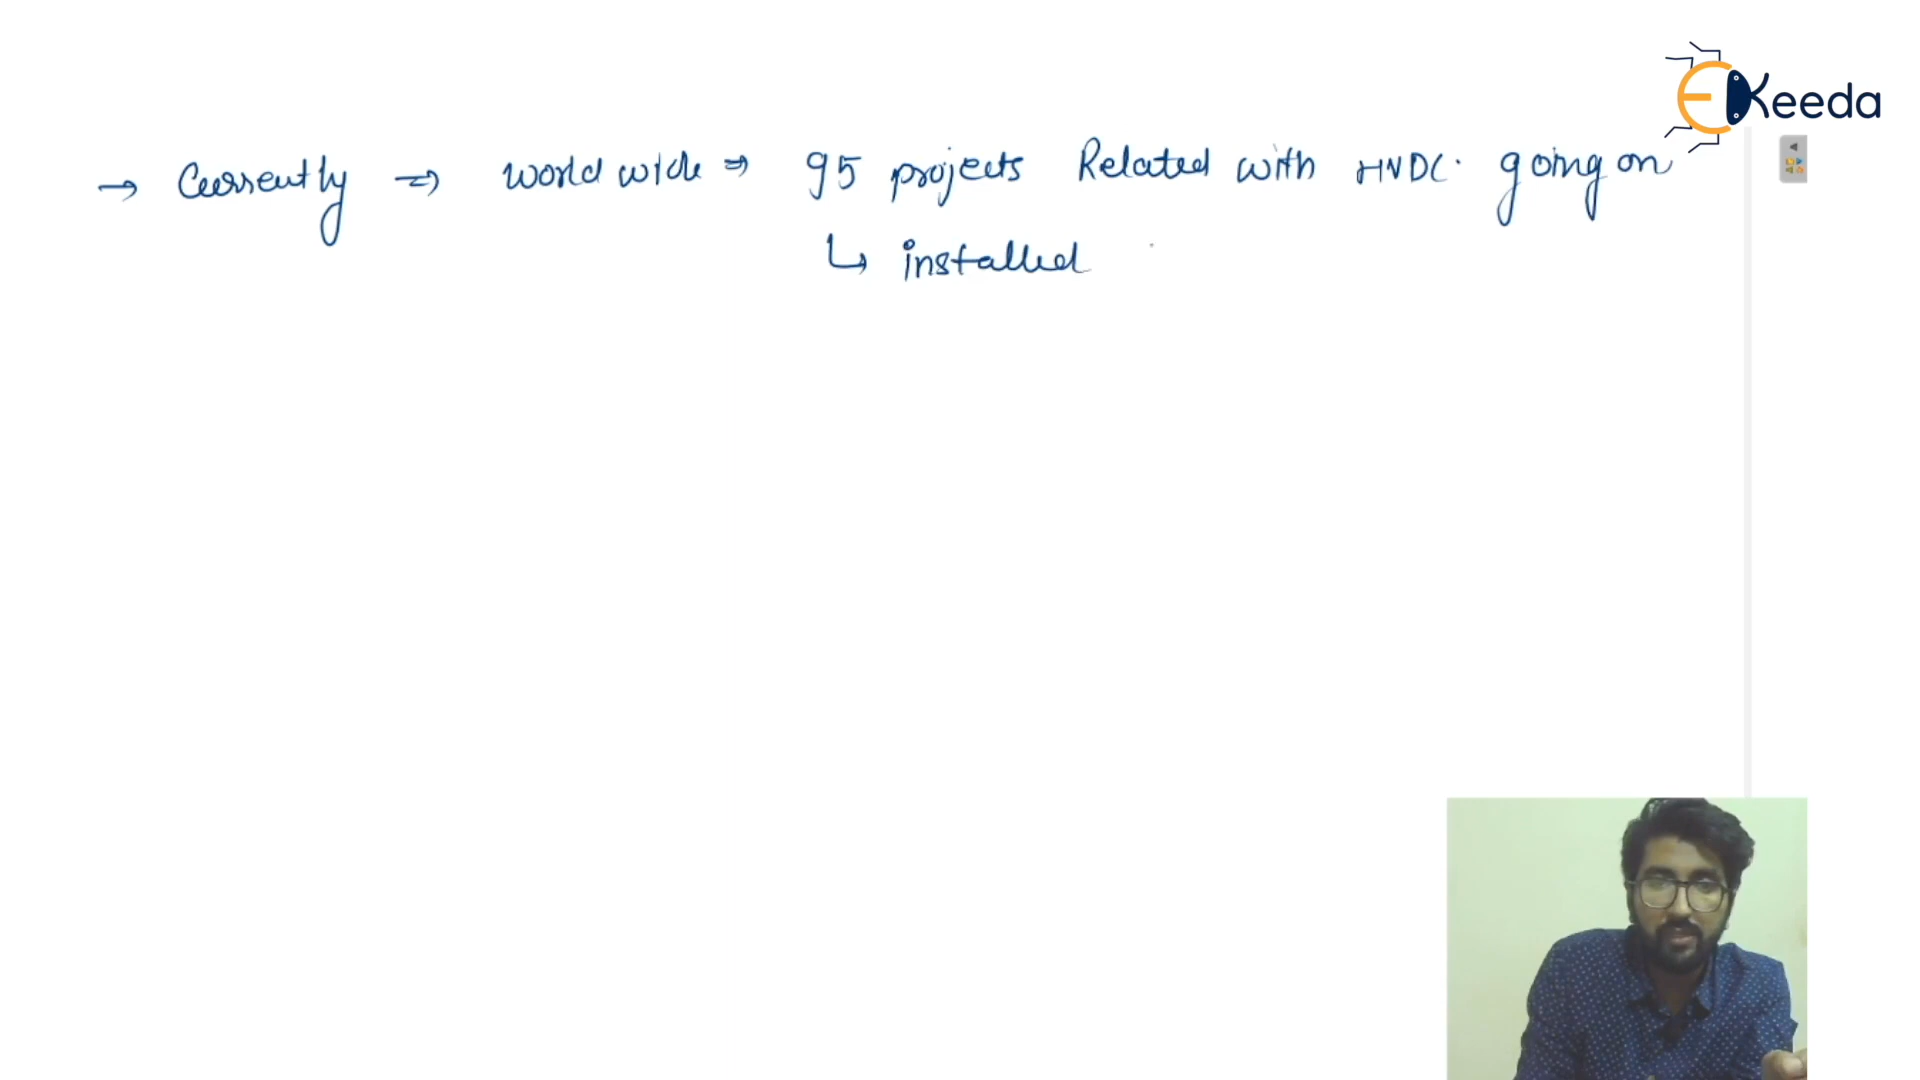 EKeeda
→ Currently ⇒ world wide ⇒ 95 projects Related with HVDC. going on
↳ installed